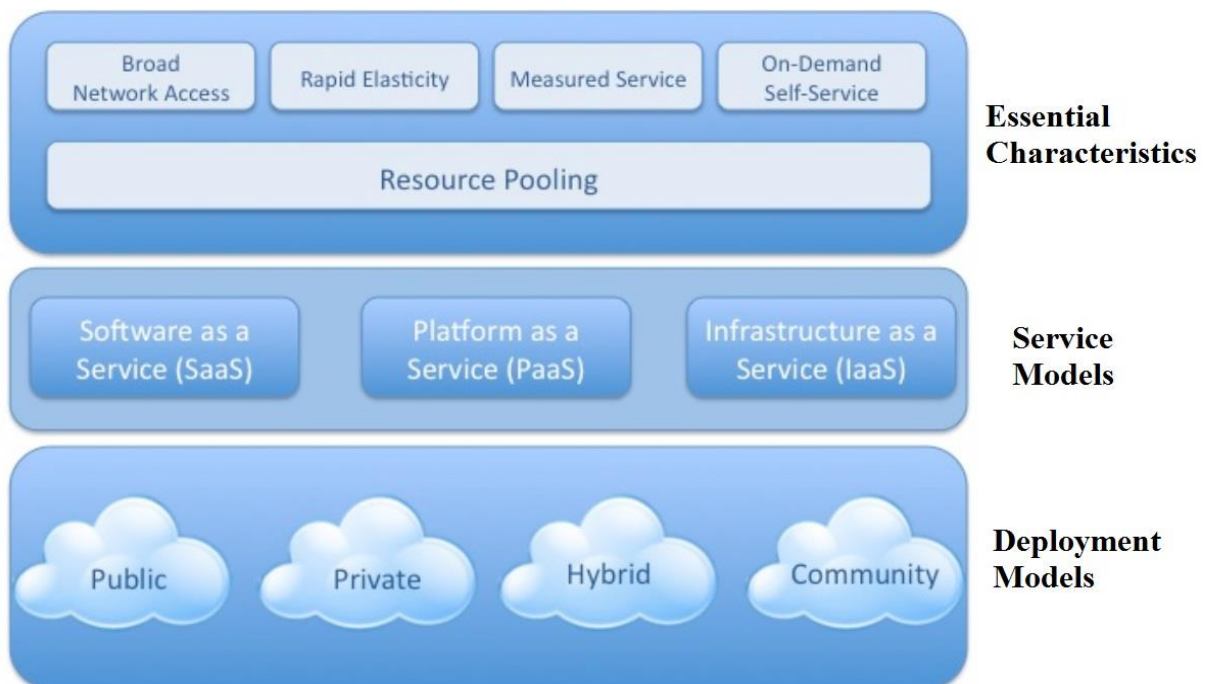 Broad
Network Access
Rapid Elasticity
Measured Service
On-Demand
Self-Service
Resource Pooling
Essential
Characteristics
Software as a
Service (SaaS)
Platform as a
Service (PaaS)
Infrastructure as a
Service (IaaS)
Service
Models
Public
Private
Hybrid
Community
Deployment
Models